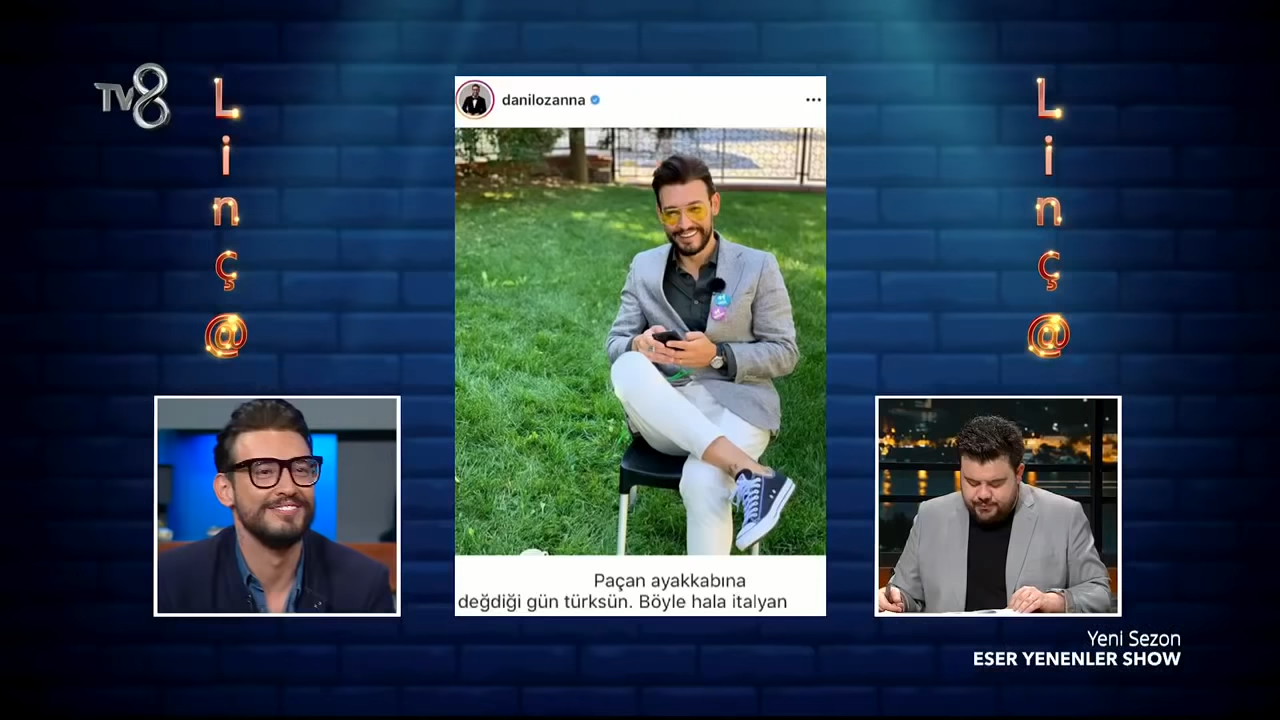 TV8
Linç@
Linç@
danilozanna
Paçan ayakkabına
değdiği gün türksün. Böyle hala italyan
Yeni Sezon
ESER YENENLER SHOW